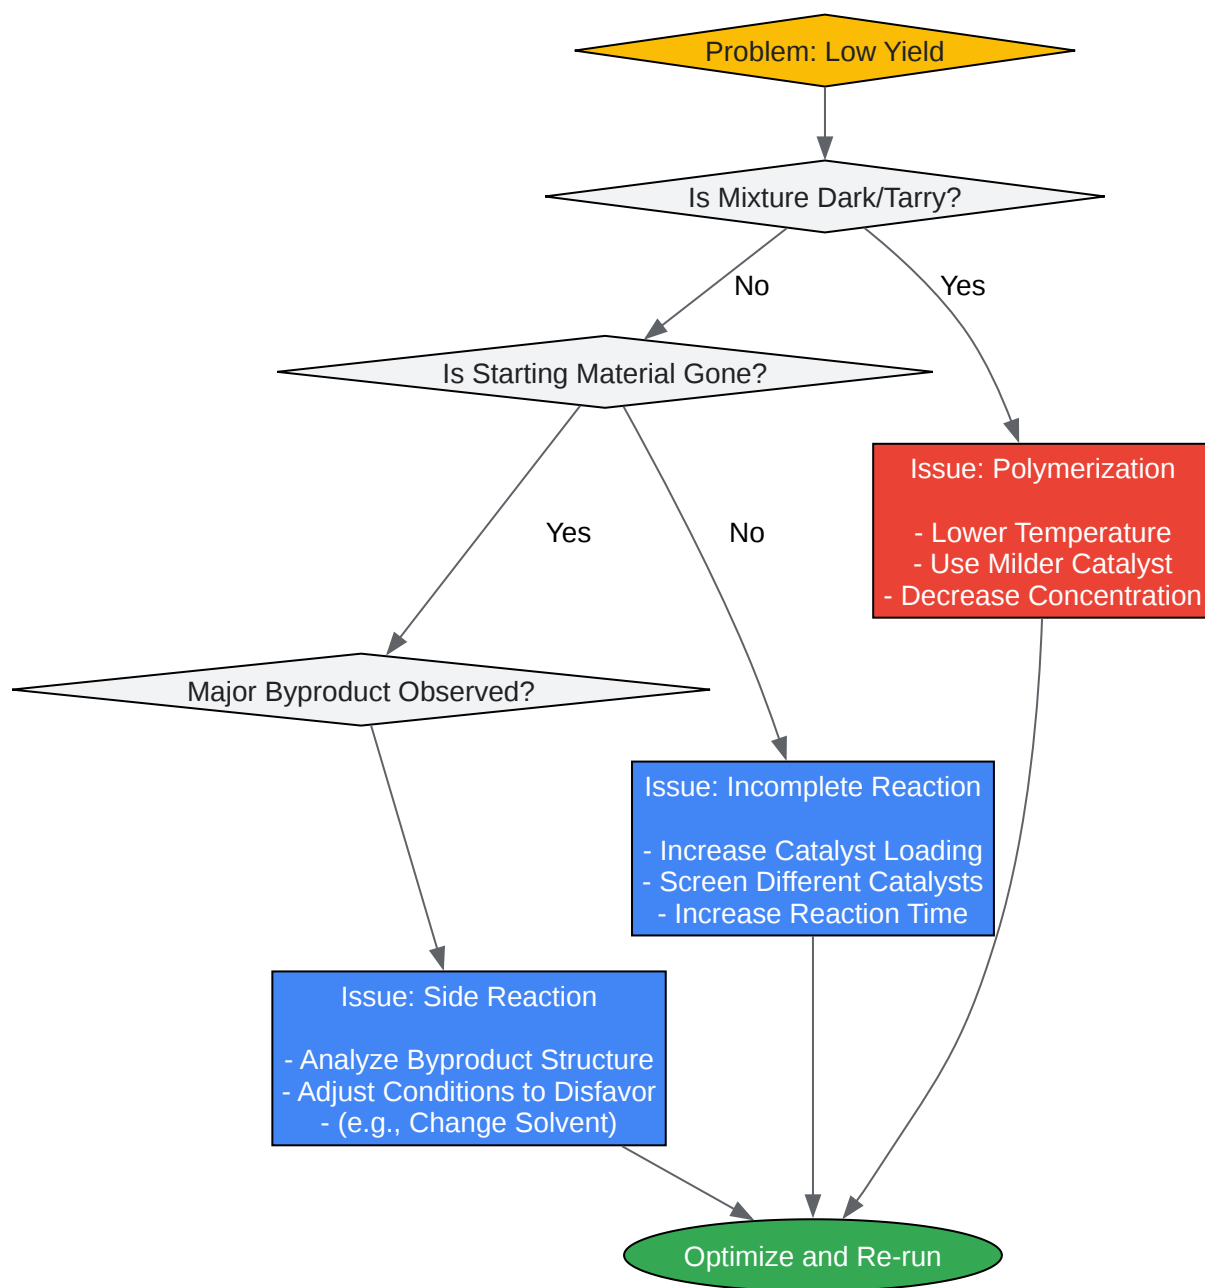 Problem: Low Yield
Is Mixture Dark/Tarry?
No
Yes
Is Starting Material Gone?
Issue: Polymerization
- Lower Temperature
- Use Milder Catalyst
- Decrease Concentration
Yes
No
Major Byproduct Observed?
Issue: Incomplete Reaction
- Increase Catalyst Loading
- Screen Different Catalysts
- Increase Reaction Time
Issue: Side Reaction
- Analyze Byproduct Structure
- Adjust Conditions to Disfavor
- (e.g., Change Solvent)
Optimize and Re-run